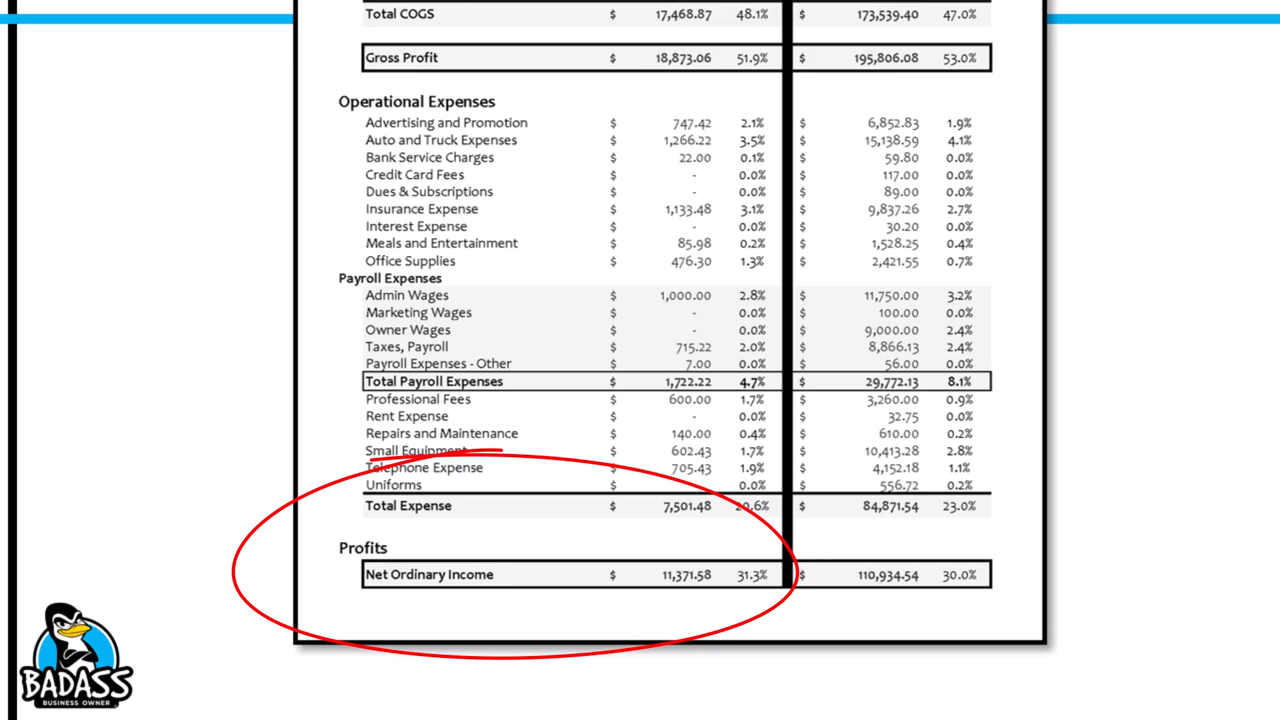 Total COGS $ 17,468.87 48.1% $ 173,539.40 47.0%
Gross Profit $ 18,873.06 51.9% $ 195,806.08 53.0%
Operational Expenses
Advertising and Promotion $ 747.42 2.1% $ 6,852.83 1.9%
Auto and Truck Expenses $ 1,266.22 3.5% $ 15,138.59 4.1%
Bank Service Charges $ 22.00 0.1% $ 59.80 0.0%
Credit Card Fees $ - 0.0% $ 117.00 0.0%
Dues & Subscriptions $ - 0.0% $ 89.00 0.0%
Insurance Expense $ 1,133.48 3.1% $ 9,837.26 2.7%
Interest Expense $ - 0.0% $ 30.20 0.0%
Meals and Entertainment $ 85.98 0.2% $ 1,528.25 0.4%
Office Supplies $ 476.30 1.3% $ 2,421.55 0.7%
Payroll Expenses
Admin Wages $ 1,000.00 2.8% $ 11,750.00 3.2%
Marketing Wages $ - 0.0% $ 100.00 0.0%
Owner Wages $ - 0.0% $ 9,000.00 2.4%
Taxes, Payroll $ 715.22 2.0% $ 8,866.13 2.4%
Payroll Expenses - Other $ 7.00 0.0% $ 56.00 0.0%
Total Payroll Expenses $ 1,722.22 4.7% $ 29,772.13 8.1%
Professional Fees $ 600.00 1.7% $ 3,260.00 0.9%
Rent Expense $ - 0.0% $ 32.75 0.0%
Repairs and Maintenance $ 140.00 0.4% $ 610.00 0.2%
Small Equipment $ 602.43 1.7% $ 10,413.28 2.8%
Telephone Expense $ 705.43 1.9% $ 4,152.18 1.1%
Uniforms $ 0.0% $ 556.72 0.2%
Total Expense $ 7,501.48 20.6% $ 84,871.54 23.0%
Profits
Net Ordinary Income $ 11,371.58 31.3% $ 110,934.54 30.0%
BADASS
BUSINESS OWNER